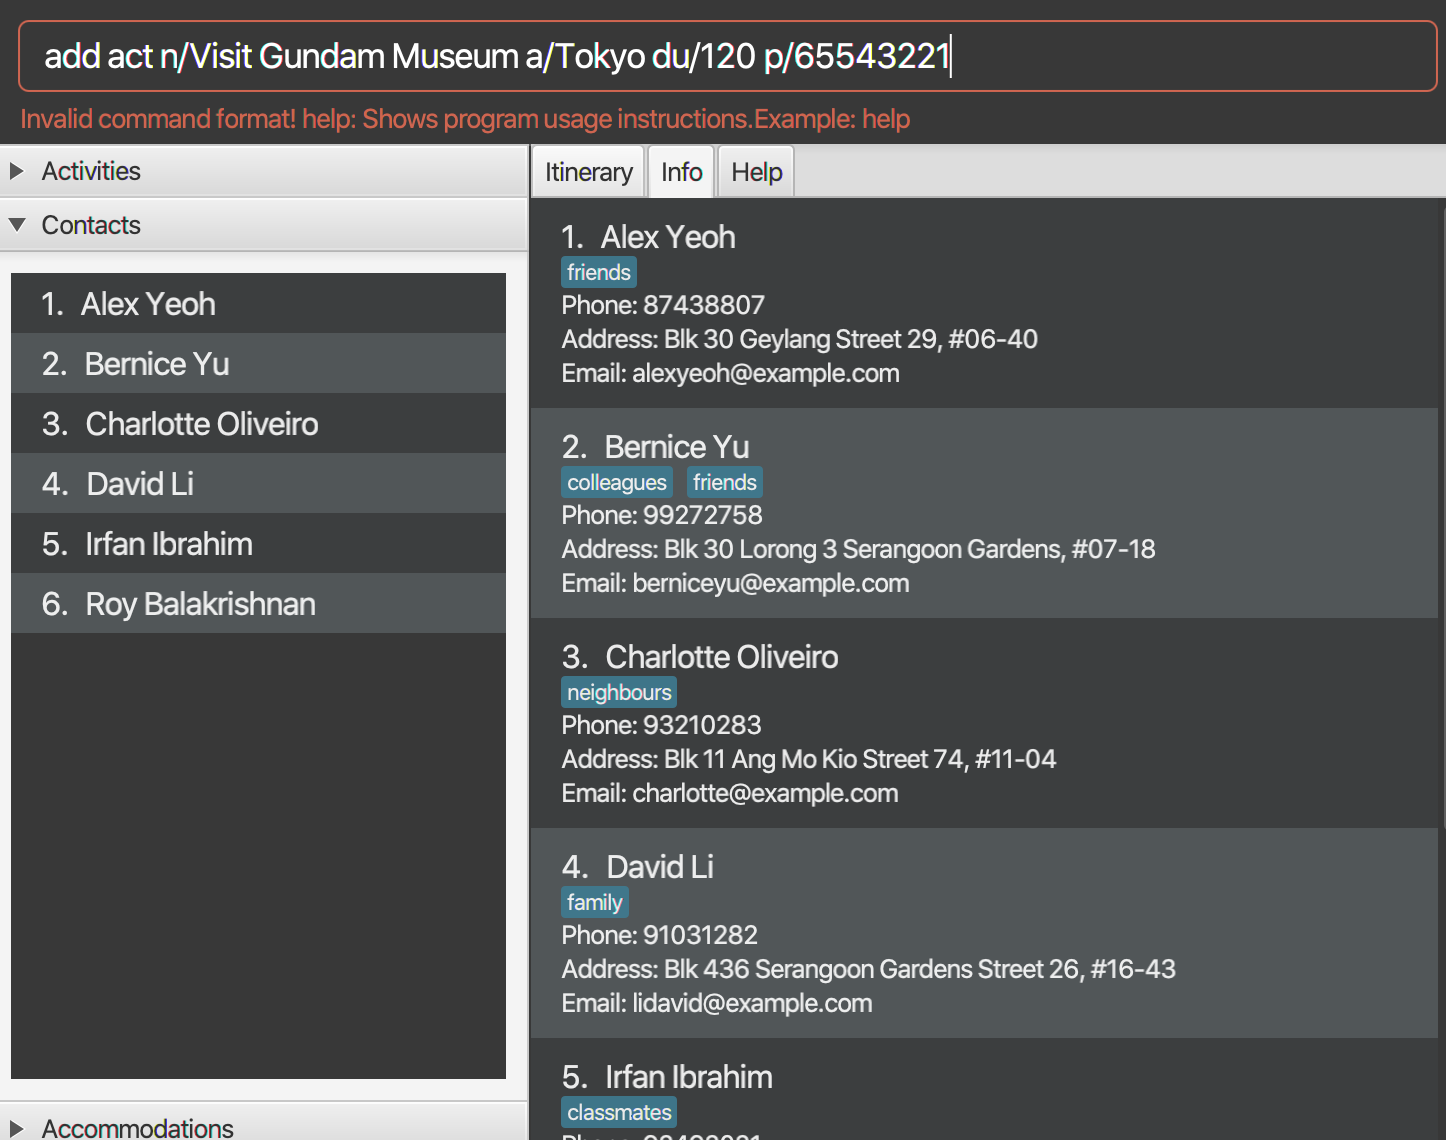 add act n/Visit Gundam Museum a/Tokyo du/120 p/65543221
Invalid command format! help: Shows program usage instructions.Example: help
Activities
Contacts
1. Alex Yeoh
2. Bernice Yu
3. Charlotte Oliveiro
4. David Li
5. Irfan Ibrahim
6. Roy Balakrishnan
Accommodations
Itinerary Info Help
1. Alex Yeoh
friends
Phone: 87438807
Address: Blk 30 Geylang Street 29, #06-40
Email: alexyeoh@example.com
2. Bernice Yu
colleagues friends
Phone: 99272758
Address: Blk 30 Lorong 3 Serangoon Gardens, #07-18
Email: berniceyu@example.com
3. Charlotte Oliveiro
neighbours
Phone: 93210283
Address: Blk 11 Ang Mo Kio Street 74, #11-04
Email: charlotte@example.com
4. David Li
family
Phone: 91031282
Address: Blk 436 Serangoon Gardens Street 26, #16-43
Email: lidavid@example.com
5. Irfan Ibrahim
classmates